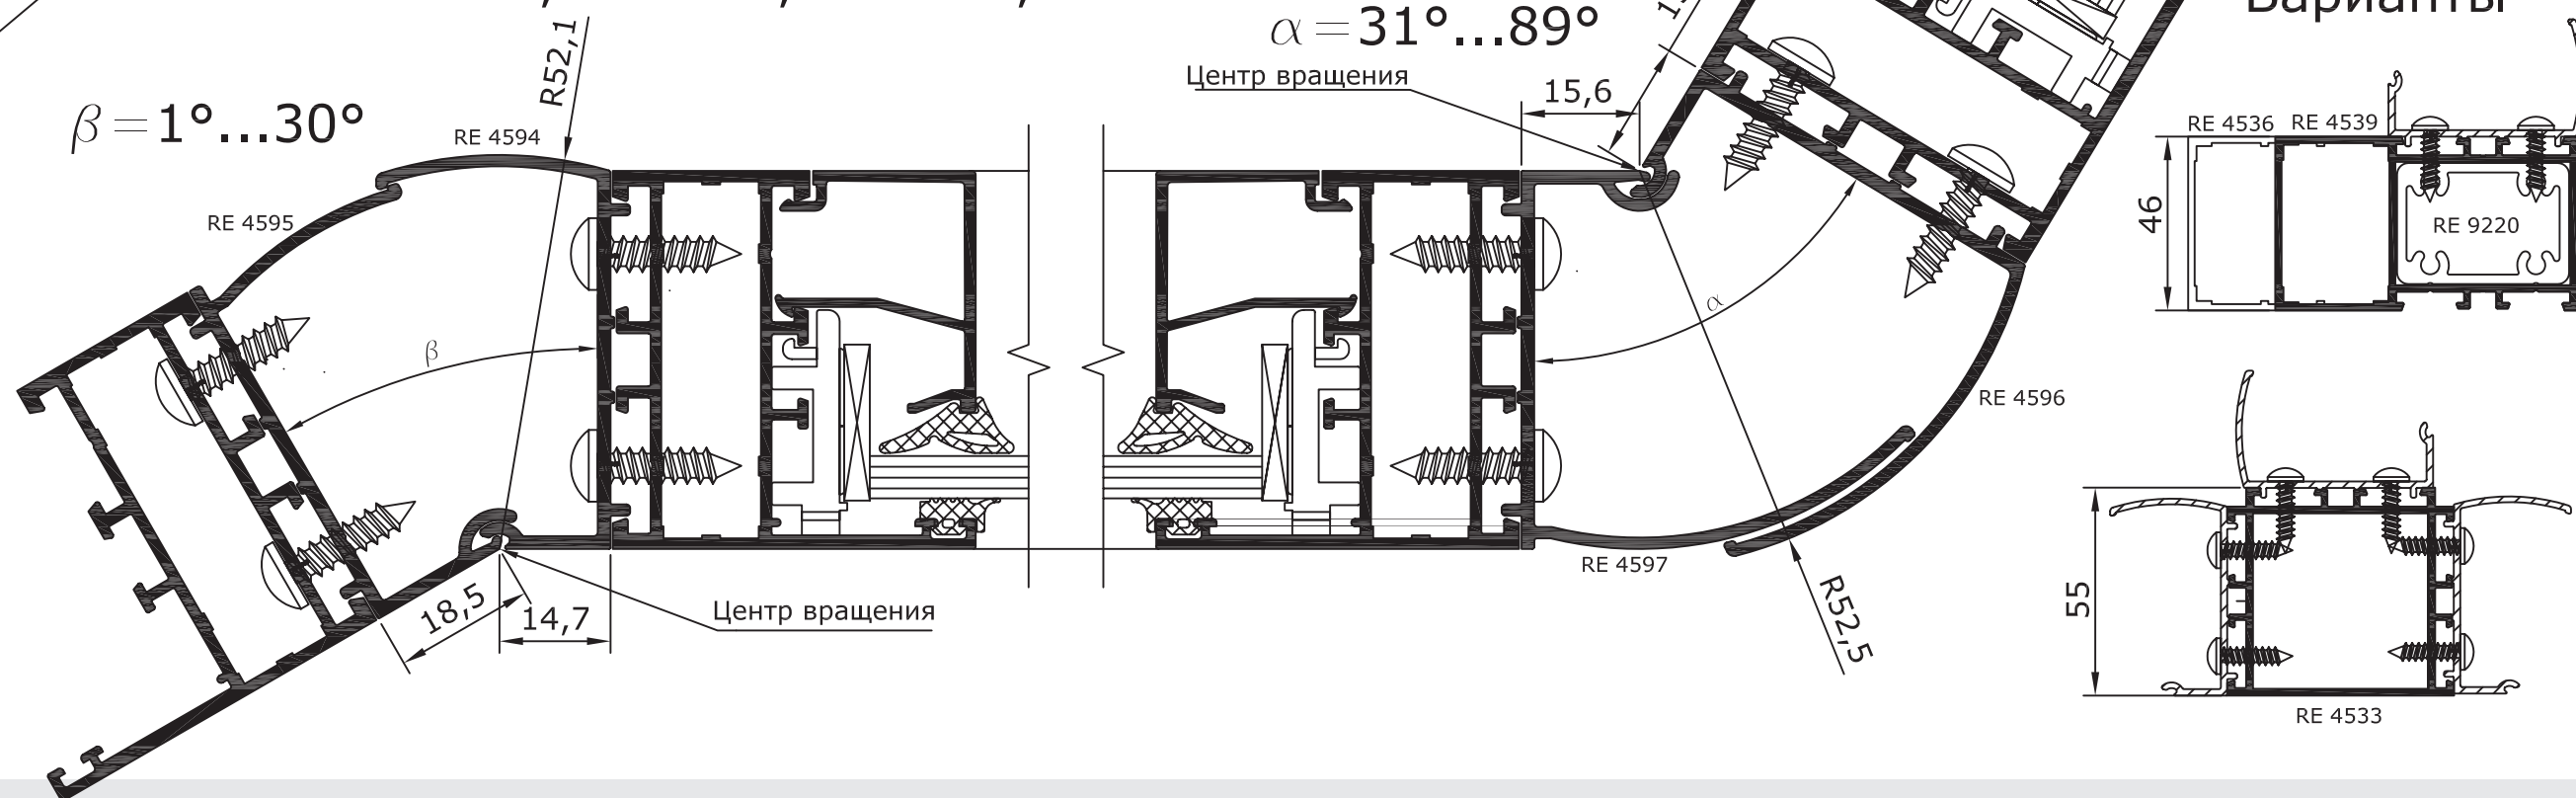 Варианты
α = 31°...89°
R52,1
Центр вращения
15,6
β = 1°...30°
RE 4594
RE 4536
RE 4539
RE 4595
46
RE 9220
α
β
RE 4596
RE 4597
18,5
14,7
Центр вращения
R52,5
55
RE 4533